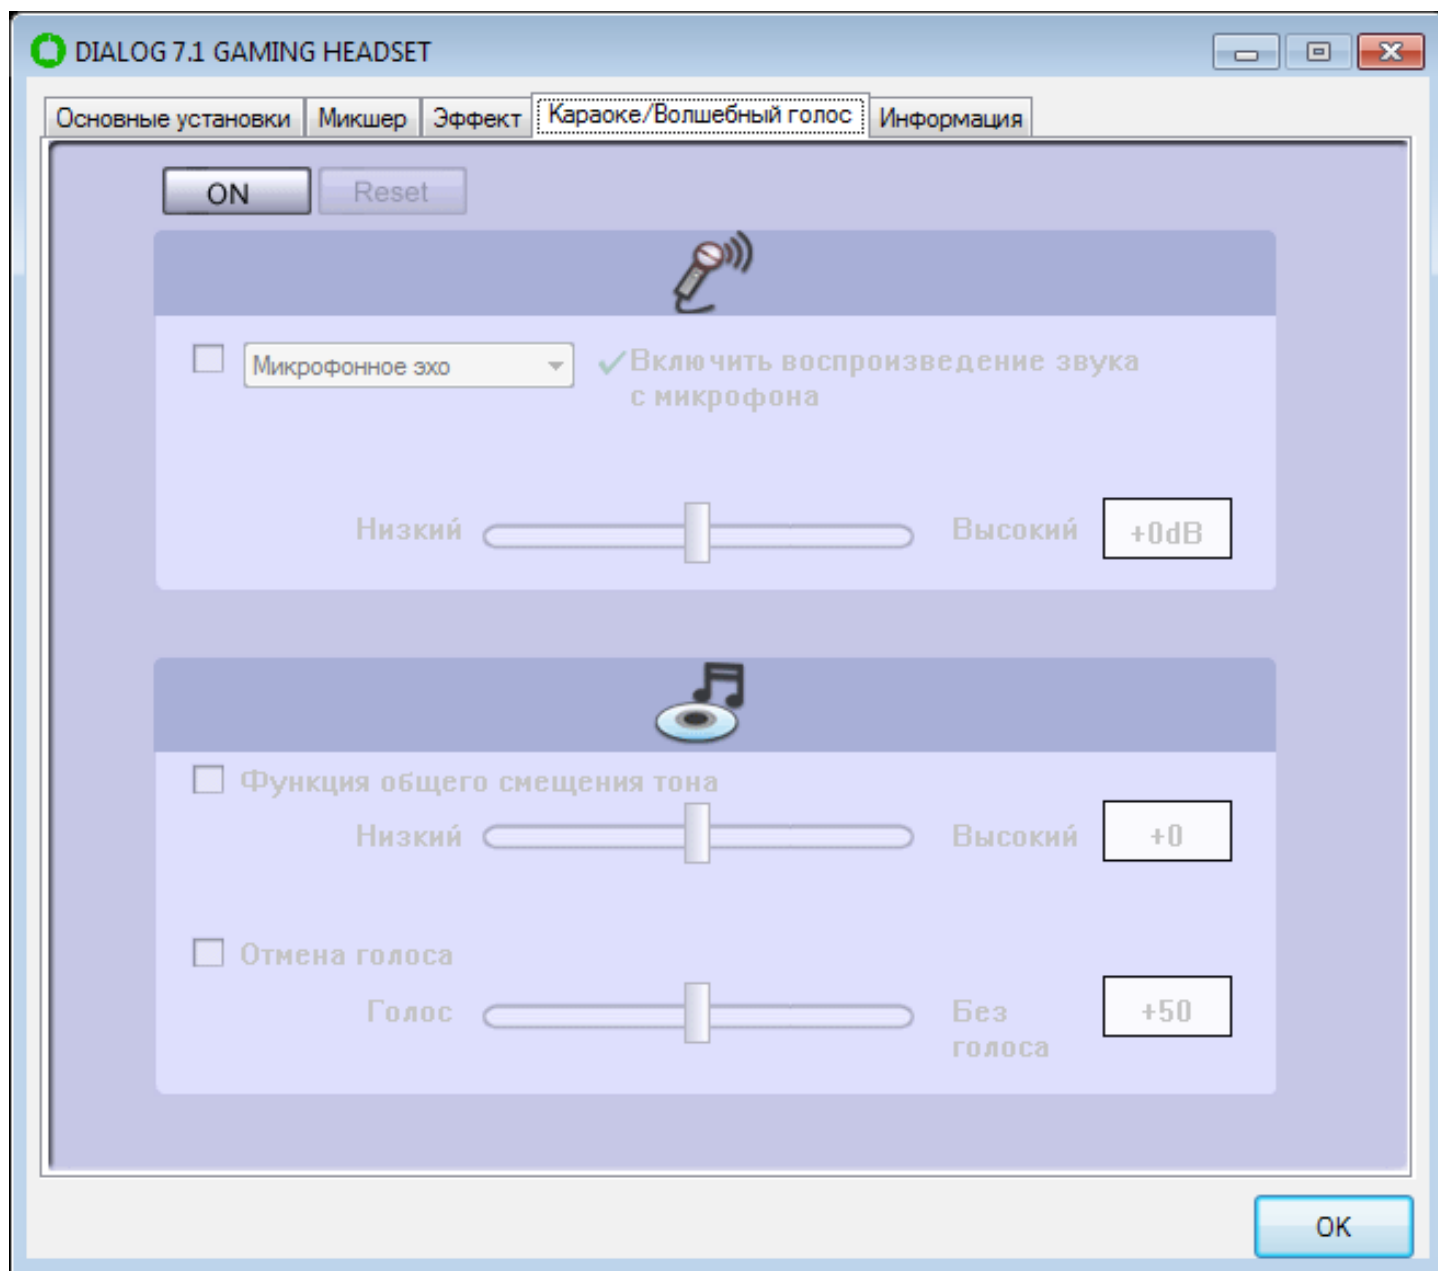 DIALOG 7.1 GAMING HEADSET
Основные установки Микшер Эффект Караоке/Волшебный голос Информация
ON Reset
Микрофонное эхо Включить воспроизведение звука
с микрофона
Низкий Высокий +0dB
Функция общего смещения тона
Низкий Высокий +0
Отмена голоса
Голос Без +50
голоса
OK